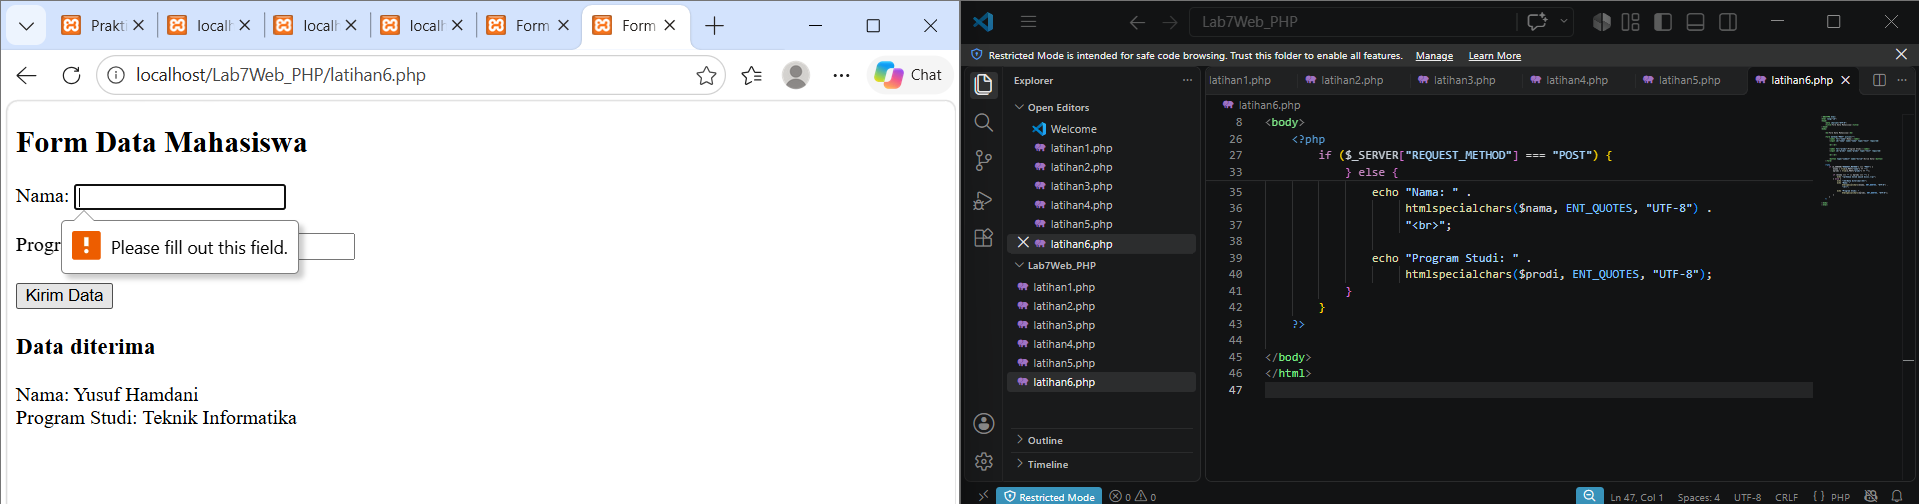 Prakti
localh
localh
localh
Form
Form
localhost/Lab7Web_PHP/latihan6.php
Chat
Form Data Mahasiswa
Nama:
Progr
Please fill out this field.
Kirim Data
Data diterima
Nama: Yusuf Hamdani
Program Studi: Teknik Informatika
Lab7Web_PHP
Restricted Mode is intended for safe code browsing. Trust this folder to enable all features. Manage Learn More
Explorer
Open Editors
Welcome
latihan1.php
latihan2.php
latihan3.php
latihan4.php
latihan5.php
latihan6.php
Lab7Web_PHP
latihan1.php
latihan2.php
latihan3.php
latihan4.php
latihan5.php
latihan6.php
Outline
Timeline
latihan1.php latihan2.php latihan3.php latihan4.php latihan5.php latihan6.php
latihan6.php
8 <body>
26 <?php
27 if ($_SERVER["REQUEST_METHOD"] === "POST") {
33 } else {
35 echo "Nama: " .
36 htmlspecialchars($nama, ENT_QUOTES, "UTF-8") .
37 "<br>";
38
39 echo "Program Studi: " .
40 htmlspecialchars($prodi, ENT_QUOTES, "UTF-8");
41 }
42 }
43 ?>
44
45 </body>
46 </html>
47
Restricted Mode 0 0 Ln 47, Col 1 Spaces: 4 UTF-8 CRLF {} PHP